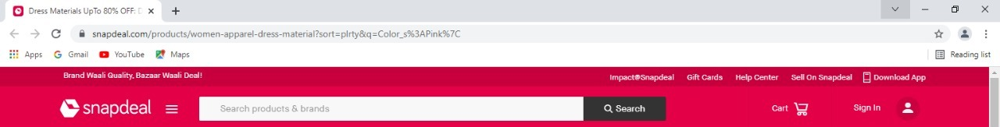 Dress Materials UpTo 80% OFF: D
snapdeal.com/products/women-apparel-dress-material?sort=plrty&q=Color_s%3APink%7C
Apps Gmail YouTube Maps Reading list
Brand Waali Quality, Bazaar Waali Deal! Impact@Snapdeal Gift Cards Help Center Sell On Snapdeal Download App
snapdeal Search products & brands Search Cart Sign In